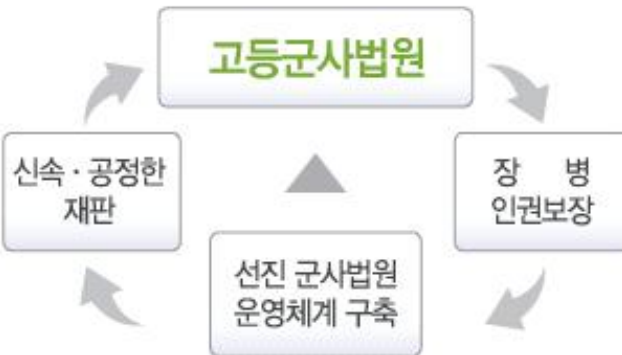 고등군사법원
신속·공정한
재판
장 병
인권보장
선진 군사법원
운영체계 구축